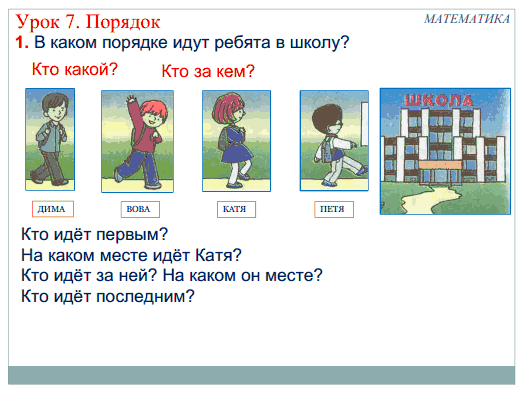 Урок 7. Порядок
МАТЕМАТИКА
1. В каком порядке идут ребята в школу?
Кто какой? Кто за кем?
ШКОЛА
ДИМА ВОВА КАТЯ ПЕТЯ
Кто идёт первым?
На каком месте идёт Катя?
Кто идёт за ней? На каком он месте?
Кто идёт последним?